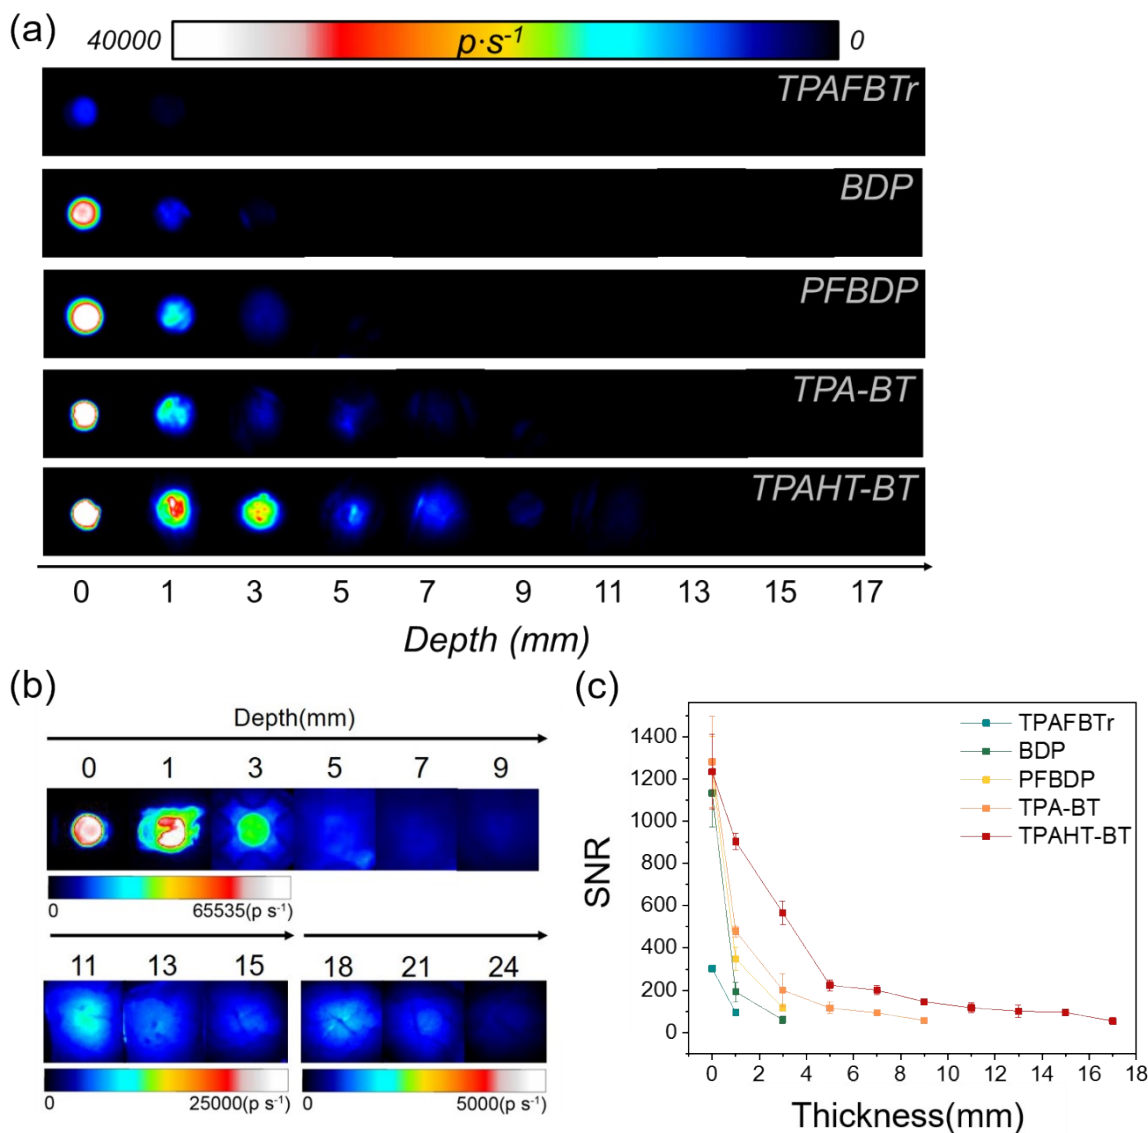 (a)
40000 p·s⁻¹ 0
TPAFBTr
BDP
PFBDP
TPA-BT
TPAHT-BT
0 1 3 5 7 9 11 13 15 17
Depth (mm)
(b)
Depth(mm)
0 1 3 5 7 9
0 65535(p s⁻¹)
11 13 15 18 21 24
0 25000(p s⁻¹) 0 5000(p s⁻¹)
(c)
TPAFBTr
BDP
PFBDP
TPA-BT
TPAHT-BT
1400
1200
1000
800
600
400
200
0
SNR
0 2 4 6 8 10 12 14 16 18
Thickness(mm)